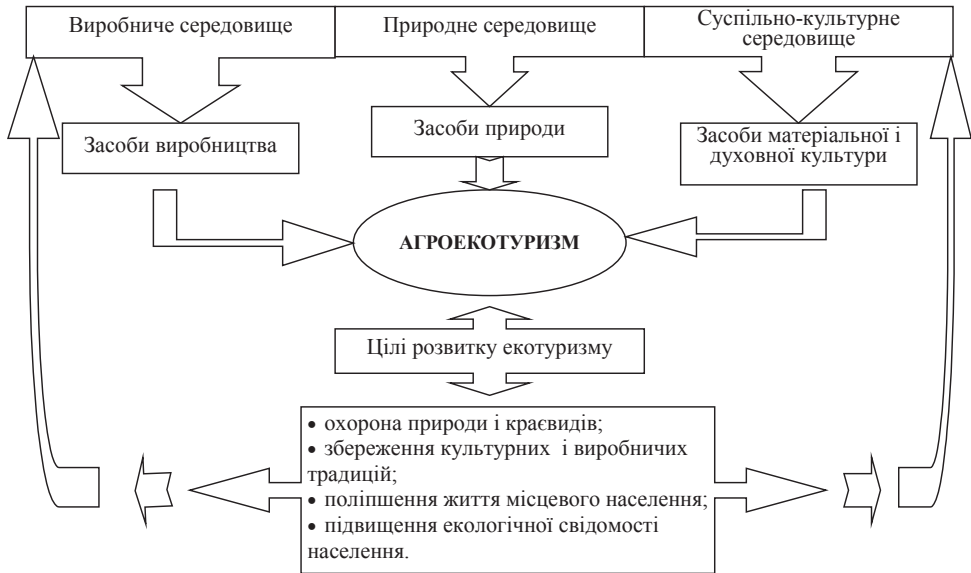 Виробниче середовище
Природне середовище
Суспільно-культурне
середовище
Засоби виробництва
Засоби природи
Засоби матеріальної і
духовної культури
АГРОЕКОТУРИЗМ
Цілі розвитку екотуризму
• охорона природи і краєвидів;
• збереження культурних і виробничих
традицій;
• поліпшення життя місцевого населення;
• підвищення екологічної свідомості
населення.